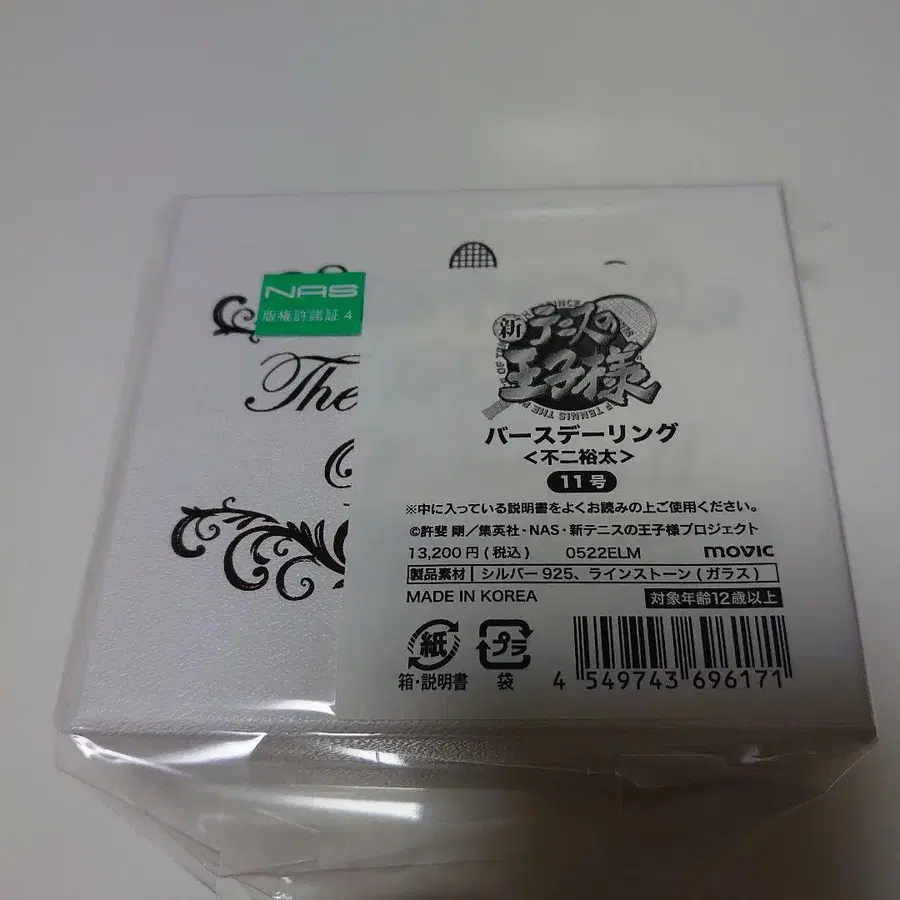 NAS
版権許諾証 4
The
新テニスの
王子様
バースデーリング
<不二裕太>
11号
※中に入っている説明書をよくお読みの上ご使用ください。
©許斐 剛／集英社・NAS・新テニスの王子様プロジェクト
13,200円(税込) 0522ELM movic
製品素材 シルバー925、ラインストーン(ガラス)
MADE IN KOREA 対象年齢12歳以上
紙 プラ
箱・説明書 袋
4 549743 696171